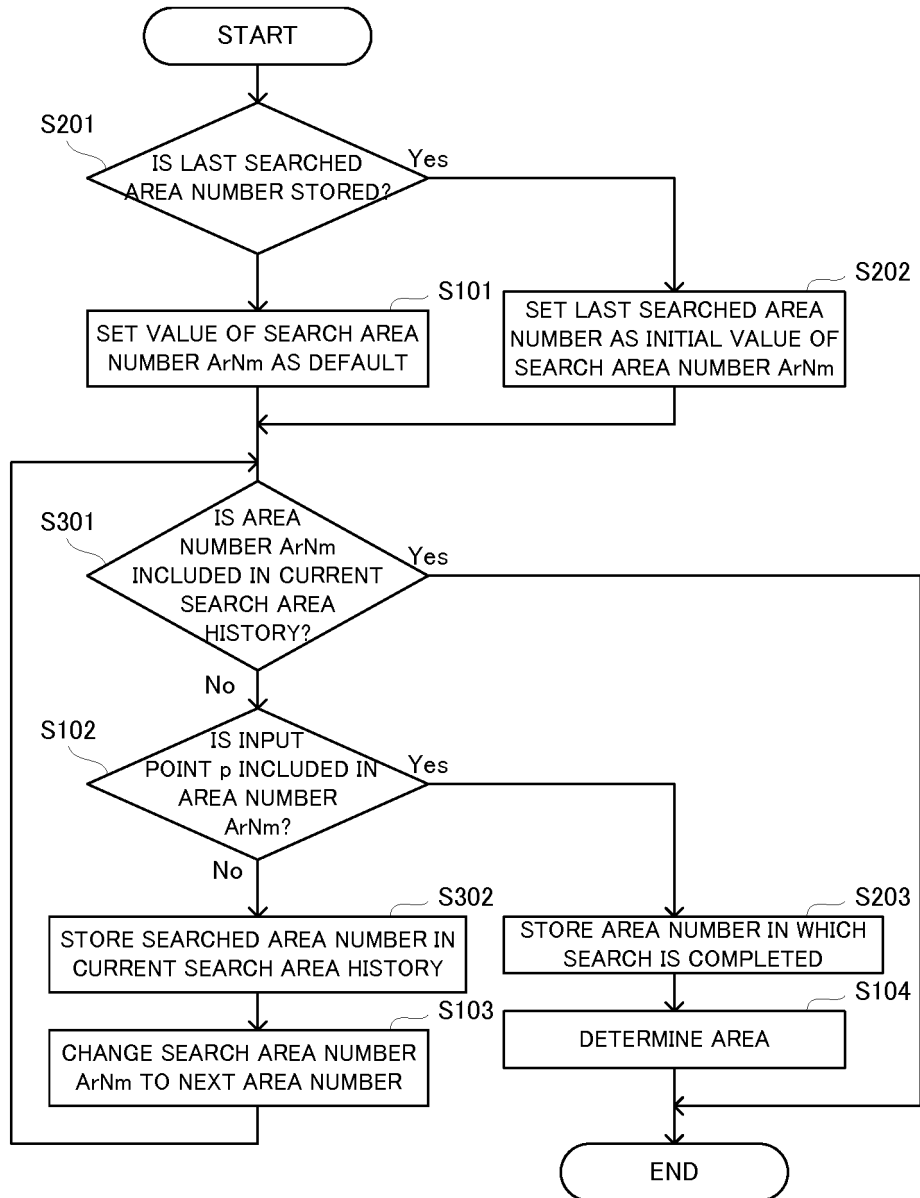 START
S201
IS LAST SEARCHED
AREA NUMBER STORED?
Yes
S101
SET VALUE OF SEARCH AREA
NUMBER ArNm AS DEFAULT
S202
SET LAST SEARCHED AREA
NUMBER AS INITIAL VALUE OF
SEARCH AREA NUMBER ArNm
S301
IS AREA
NUMBER ArNm
INCLUDED IN CURRENT
SEARCH AREA
HISTORY?
Yes
No
S102
IS INPUT
POINT p INCLUDED IN
AREA NUMBER
ArNm?
Yes
No
S302
STORE SEARCHED AREA NUMBER IN
CURRENT SEARCH AREA HISTORY
S203
STORE AREA NUMBER IN WHICH
SEARCH IS COMPLETED
S103
CHANGE SEARCH AREA NUMBER
ArNm TO NEXT AREA NUMBER
S104
DETERMINE AREA
END